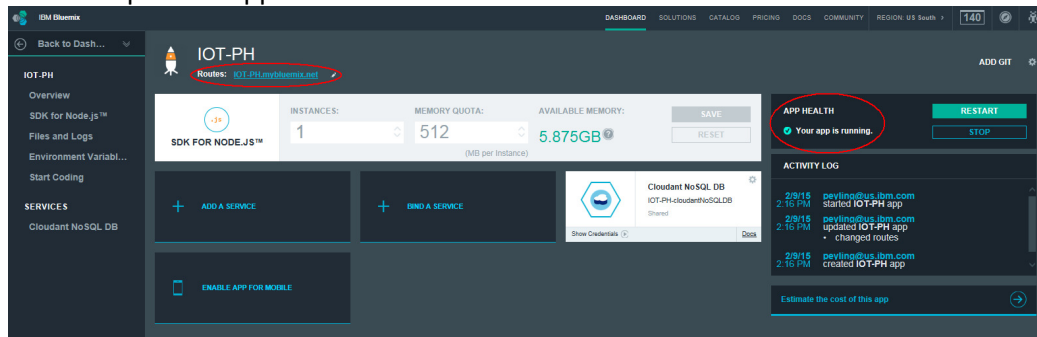 IBM Bluemix
DASHBOARD SOLUTIONS CATALOG PRICING DOCS COMMUNITY REGION: US South > 140
Back to Dash...
IOT-PH
Overview
SDK for Node.js™
Files and Logs
Environment Variabl...
Start Coding
SERVICES
Cloudant NoSQL DB
IOT-PH
Routes: IOT-PH.mybluemix.net
ADD GIT
JS
SDK FOR NODE.JS™
INSTANCES:
1
MEMORY QUOTA:
512
(MB per Instance)
AVAILABLE MEMORY:
5.875GB
SAVE
RESET
+ ADD A SERVICE
+ BIND A SERVICE
Cloudant NoSQL DB
IOT-PH-cloudantNoSQLDB
Shared
Show Credentials
Docs
ENABLE APP FOR MOBILE
APP HEALTH
Your app is running.
RESTART
STOP
ACTIVITY LOG
2/9/15 peyling@us.ibm.com
2:16 PM started IOT-PH app
2/9/15 peyling@us.ibm.com
2:16 PM updated IOT-PH app
• changed routes
2/9/15 peyling@us.ibm.com
2:16 PM created IOT-PH app
Estimate the cost of this app